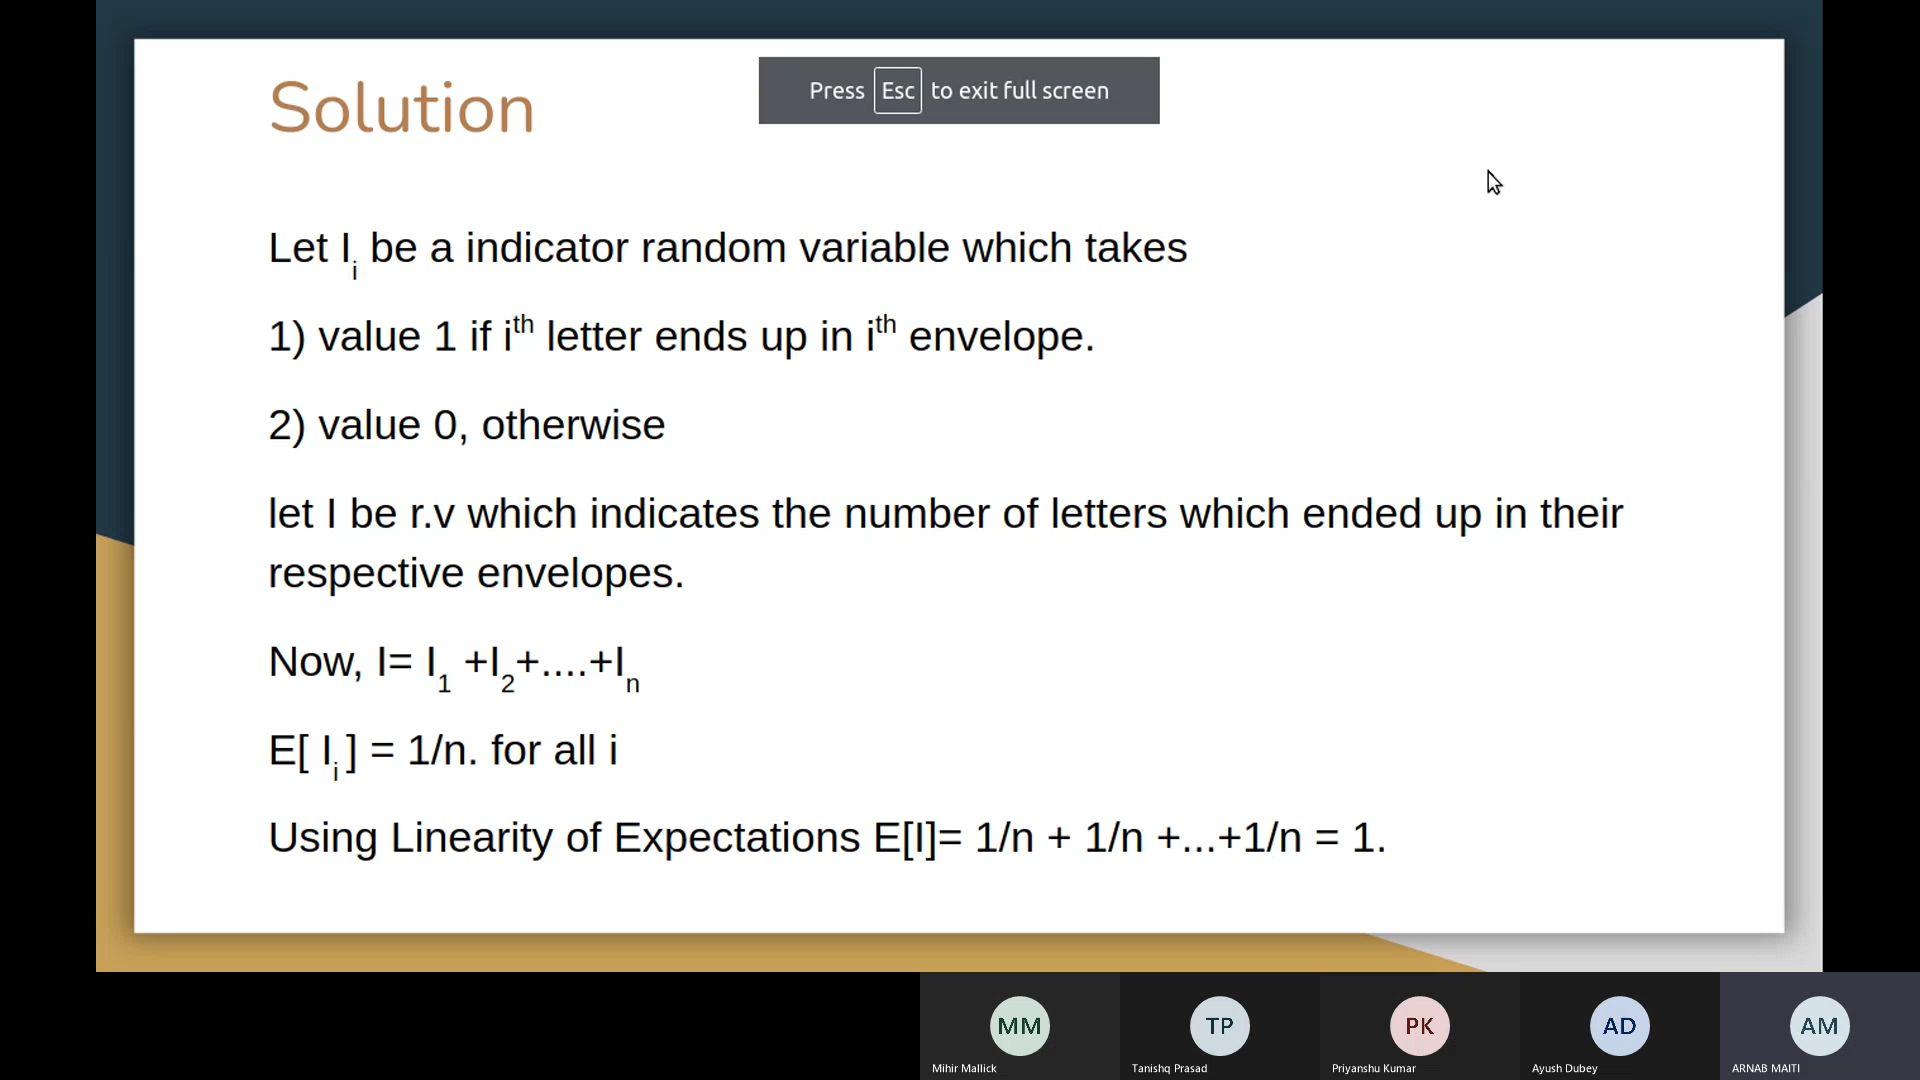 Solution
Press Esc to exit full screen
Let Iᵢ be a indicator random variable which takes
1) value 1 if iᵗʰ letter ends up in iᵗʰ envelope.
2) value 0, otherwise
let I be r.v which indicates the number of letters which ended up in their
respective envelopes.
Now, I= I₁ +I₂+....+Iₙ
E[ Iᵢ ] = 1/n. for all i
Using Linearity of Expectations E[I]= 1/n + 1/n +...+1/n = 1.
MM TP PK AD AM
Mihir Mallick Tanishq Prasad Priyanshu Kumar Ayush Dubey ARNAB MAITI